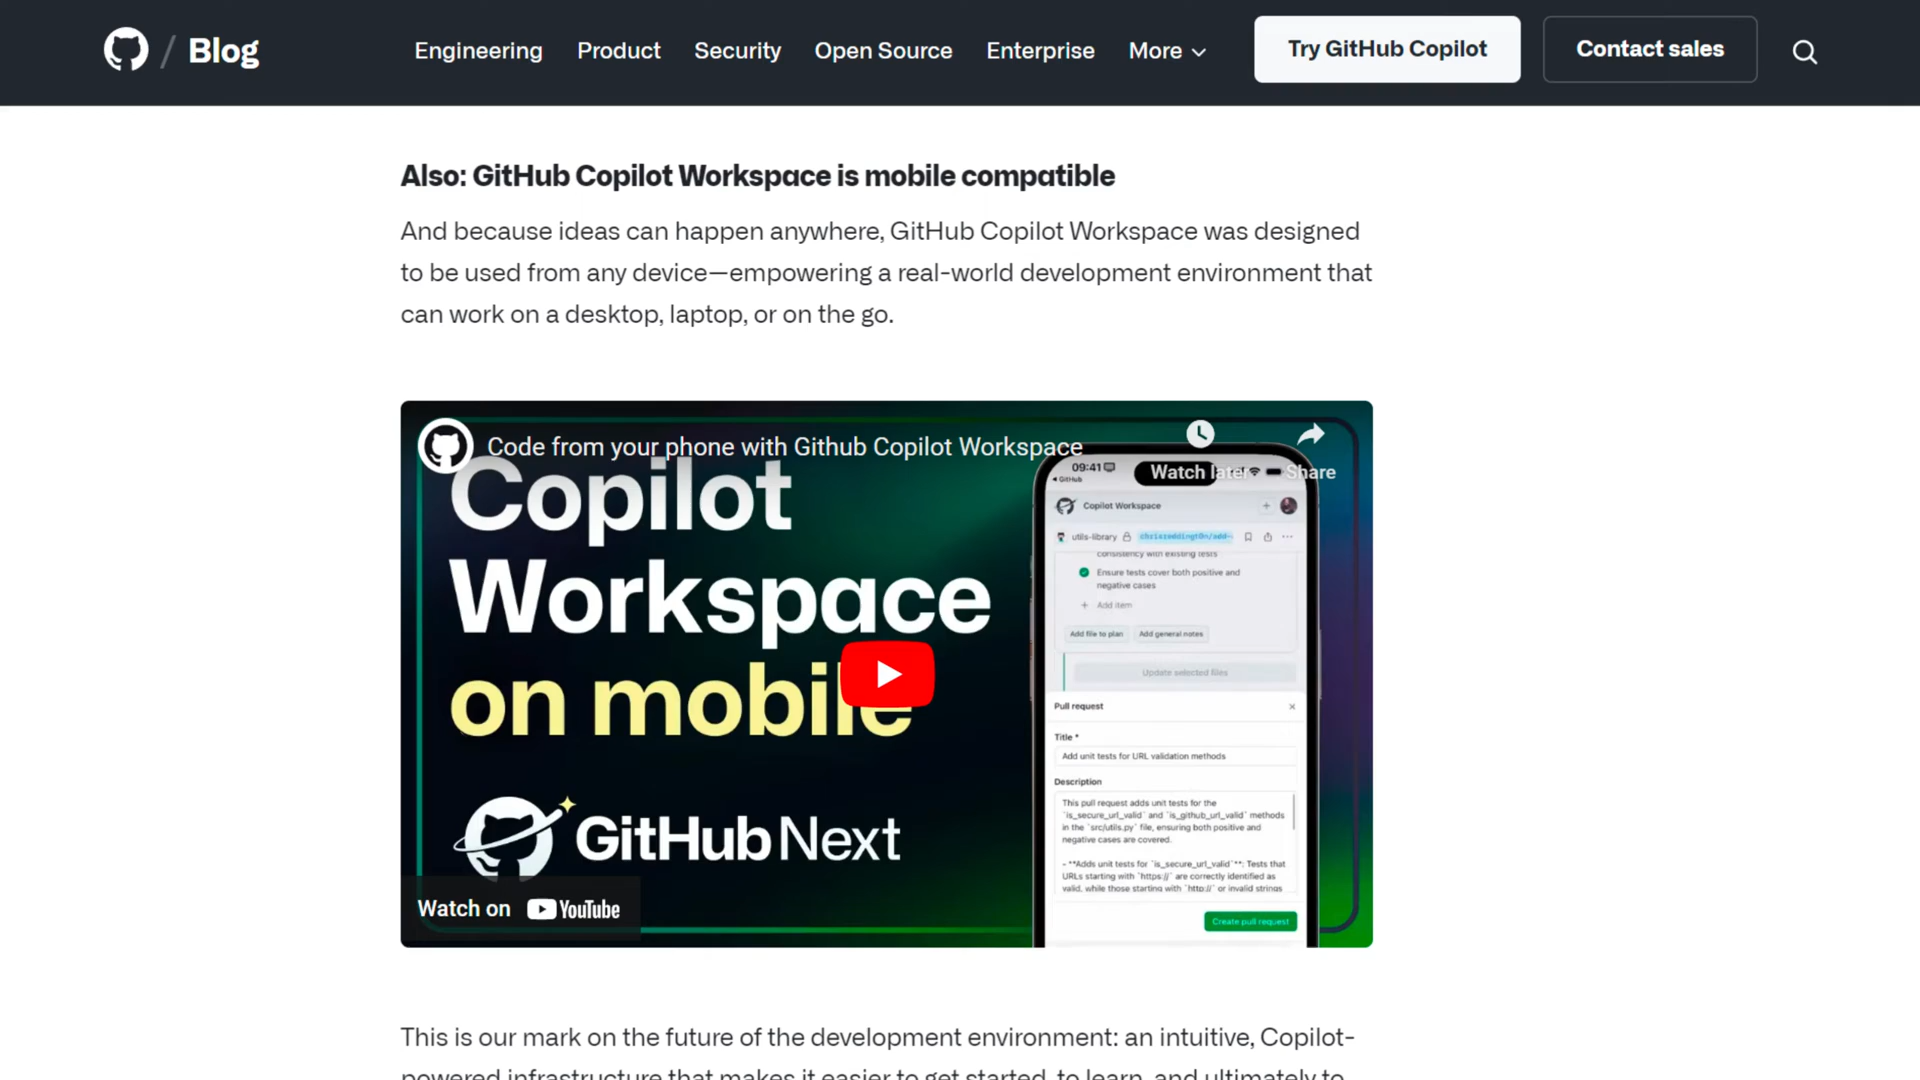 Blog
Engineering
Product
Security
Open Source
Enterprise
More
Try GitHub Copilot
Contact sales
Also: GitHub Copilot Workspace is mobile compatible
And because ideas can happen anywhere, GitHub Copilot Workspace was designed
to be used from any device—empowering a real-world development environment that
can work on a desktop, laptop, or on the go.
Code from your phone with Github Copilot Workspace
Watch later
Share
Copilot
Workspace
on mobile
GitHub Next
Watch on YouTube
09:41
GitHub
Copilot Workspace
utils-library
consistency with existing tests
Ensure tests cover both positive and
negative cases
Add item
Add file to plan
Add general notes
Update selected files
Pull request
Title *
Add unit tests for URL validation methods
Description
This pull request adds unit tests for the
`is_secure_url_valid` and `is_github_url_valid` methods
in the `src/utils.py` file, ensuring both positive and
negative cases are covered.
- **Adds unit tests for `is_secure_url_valid`**: Tests that
URLs starting with `https://` are correctly identified as
valid, while those starting with `http://` or invalid strings
Create pull request
This is our mark on the future of the development environment: an intuitive, Copilot-
powered infrastructure that makes it easier to get started, to learn, and ultimately to